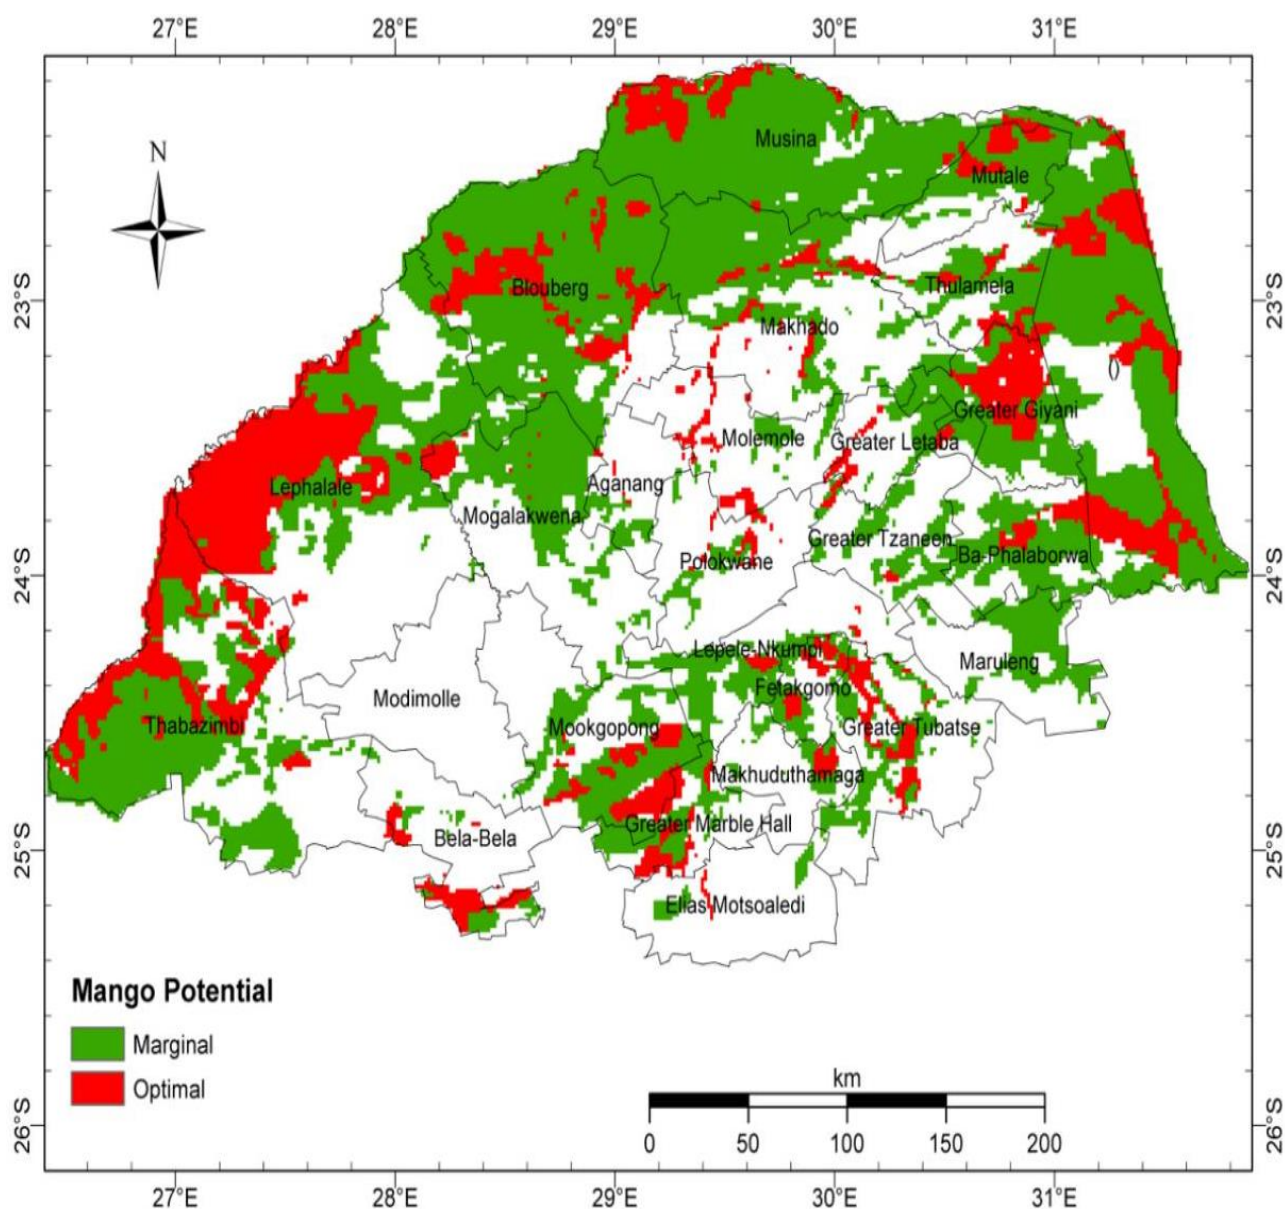 27°E 28°E 29°E 30°E 31°E
N
Musina
Mutale
23°S
Blouberg
Thulamela
23°S
Makhado
()
Greater Giyani
Molemole
Greater Letaba
Lephalale
Aganang
Mogalakwena
Greater Tzaneen
Polokwane
Ba-Phalaborwa
24°S
24°S
Lepele-Nkumbi
Maruleng
Modimolle
Fetakgomo
Thabazimbi
Mookgopong
Greater Tubatse
Makhuduthamaga
Greater Marble Hall
Bela-Bela
25°S
25°S
Elias Motsoaledi
Mango Potential
Marginal
Optimal
km
0 50 100 150 200
26°S
26°S
27°E 28°E 29°E 30°E 31°E